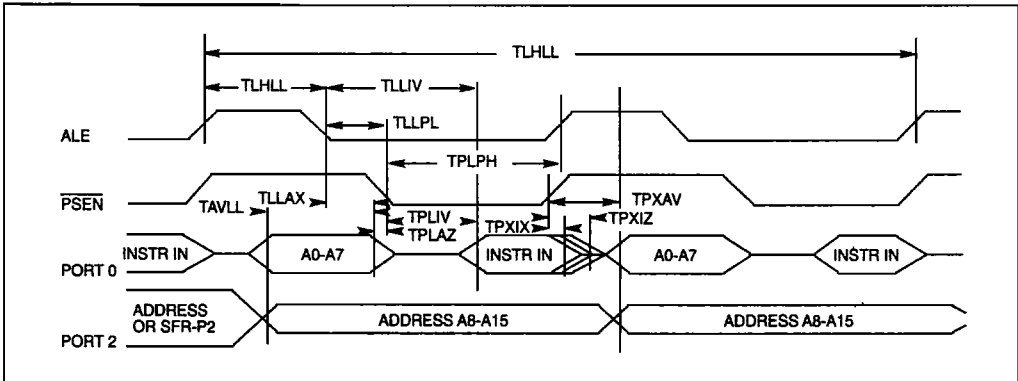 TLHLL
TLHLL TLLIV
TLLPL
ALE
TPLPH
PSEN
TLLAX
TAVLL
TPLIV
TPLAZ
TPXAV
TPXIX
TPXIZ
PORT 0
INSTR IN
A0-A7
INSTR IN
A0-A7
INSTR IN
PORT 2
ADDRESS
OR SFR-P2
ADDRESS A8-A15
ADDRESS A8-A15